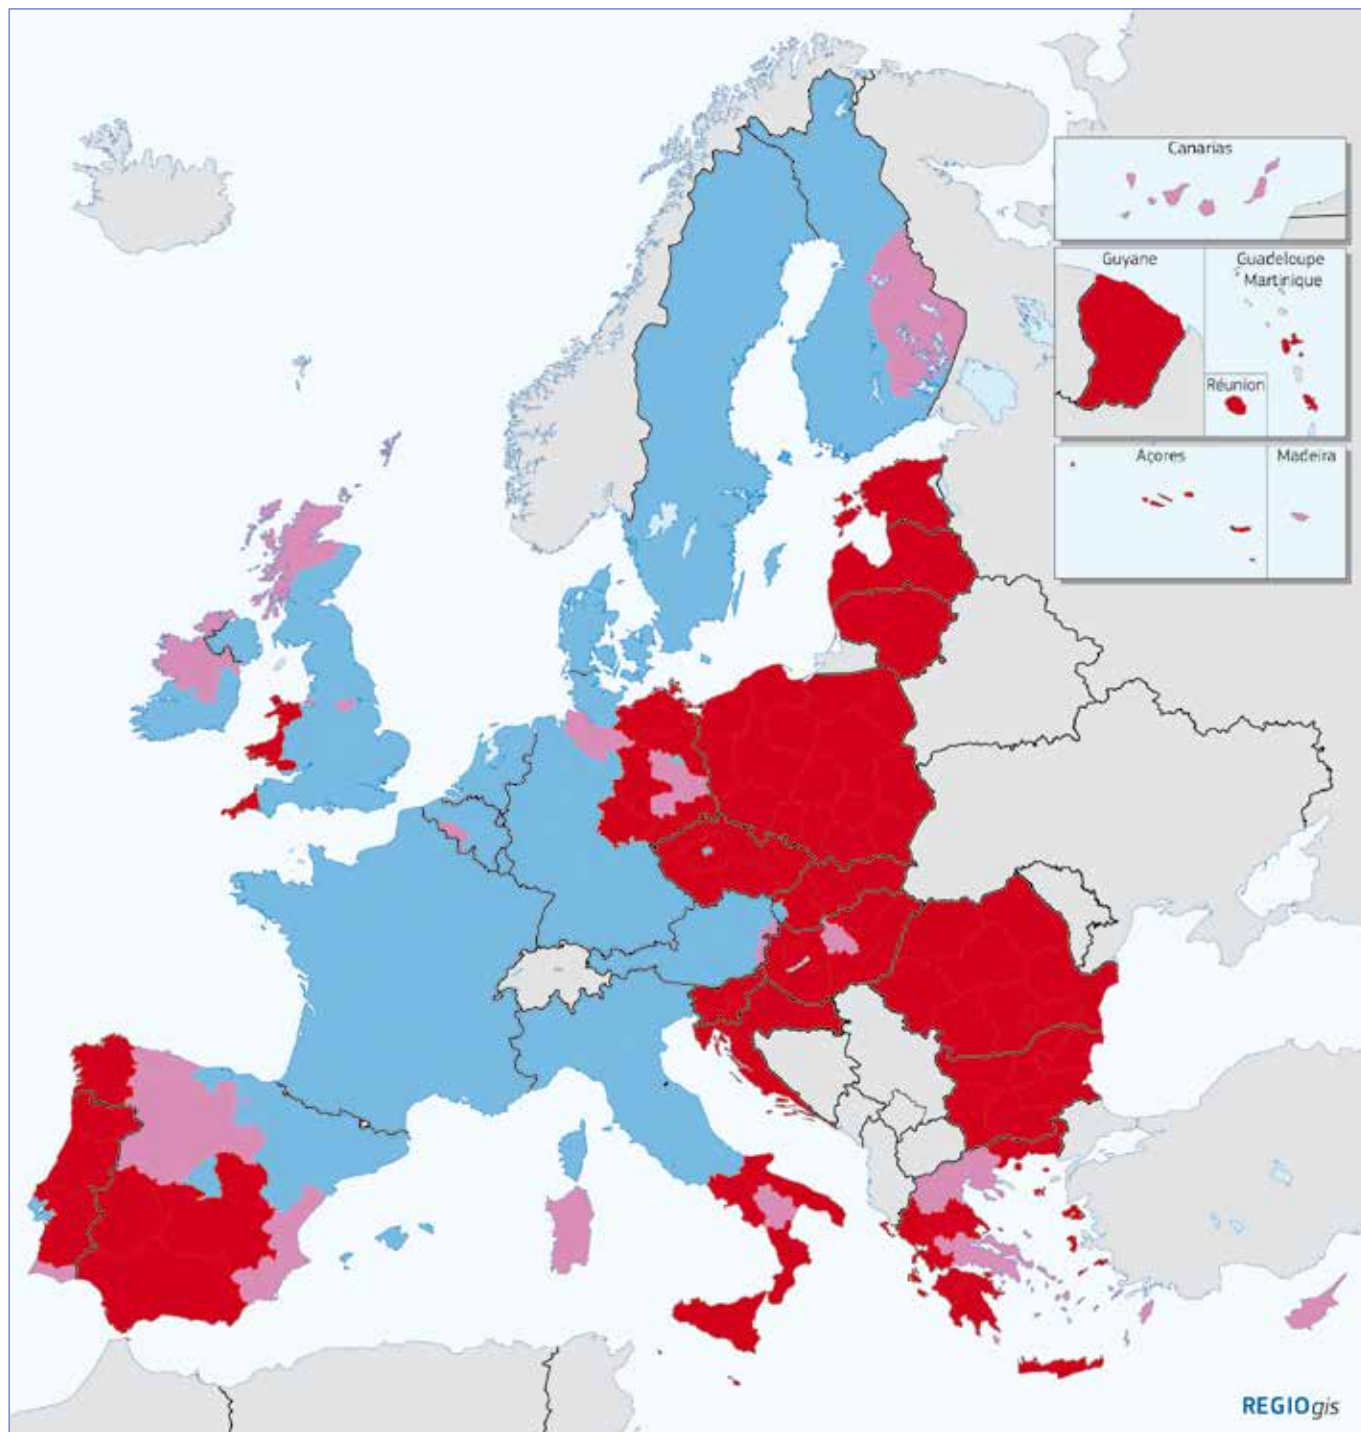 Canarias
Guyane
Guadeloupe
Martinique
Réunion
Açores
Madeira
REGIOgis